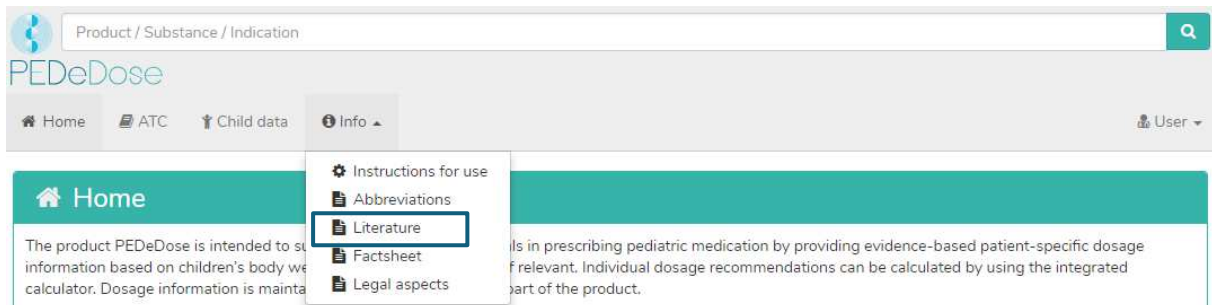 Product / Substance / Indication
PEDeDose
Home ATC Child data Info User
Instructions for use
Abbreviations
Literature
Factsheet
Legal aspects
Home
The product PEDeDose is intended to su ls in prescribing pediatric medication by providing evidence-based patient-specific dosage
information based on children's body we f relevant. Individual dosage recommendations can be calculated by using the integrated
calculator. Dosage information is mainta part of the product.